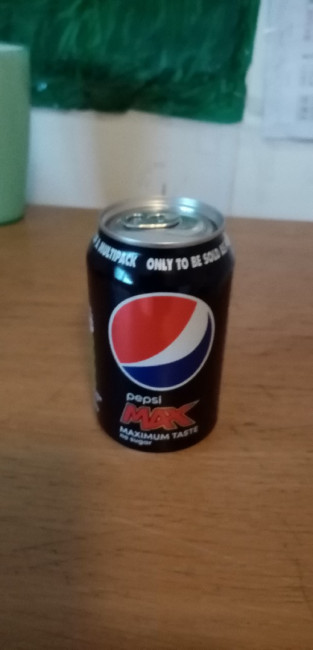 MULTIPACK ONLY TO BE SOLD
pepsi
MAX
MAXIMUM TASTE
no sugar